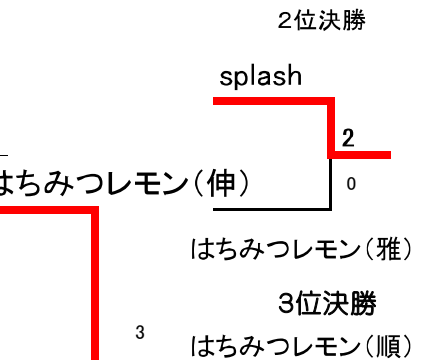 ２位決勝
splash
2
はちみつレモン（伸）
0
はちみつレモン（雅）
３位決勝
3
はちみつレモン（順）